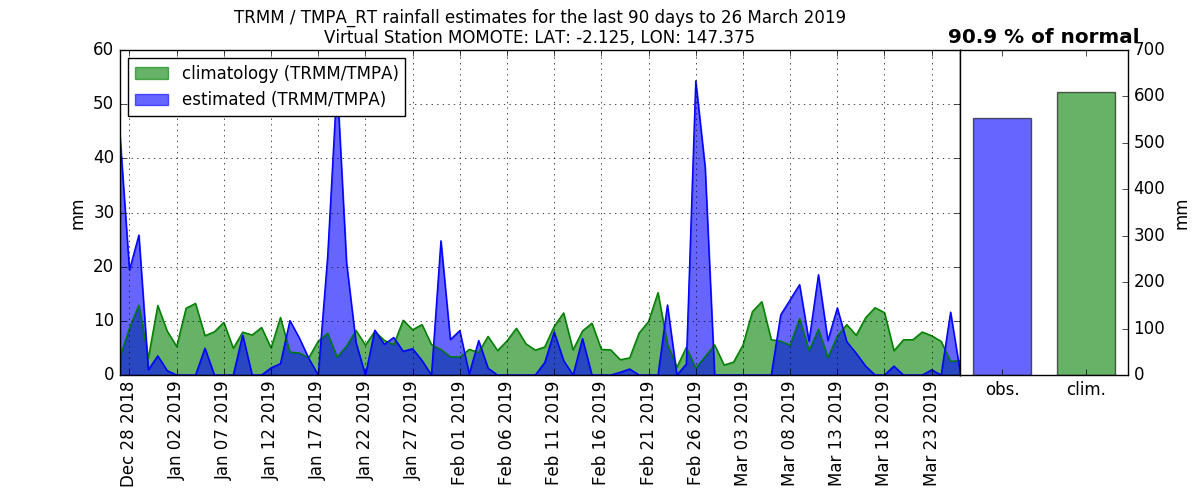 TRMM / TMPA_RT rainfall estimates for the last 90 days to 26 March 2019
Virtual Station MOMOTE: LAT: -2.125, LON: 147.375
90.9 % of normal
climatology (TRMM/TMPA)
estimated (TRMM/TMPA)
60
50
40
30
20
10
0
mm
700
600
500
400
300
200
100
0
mm
obs.
clim.
Dec 28 2018
Jan 02 2019
Jan 07 2019
Jan 12 2019
Jan 17 2019
Jan 22 2019
Jan 27 2019
Feb 01 2019
Feb 06 2019
Feb 11 2019
Feb 16 2019
Feb 21 2019
Feb 26 2019
Mar 03 2019
Mar 08 2019
Mar 13 2019
Mar 18 2019
Mar 23 2019